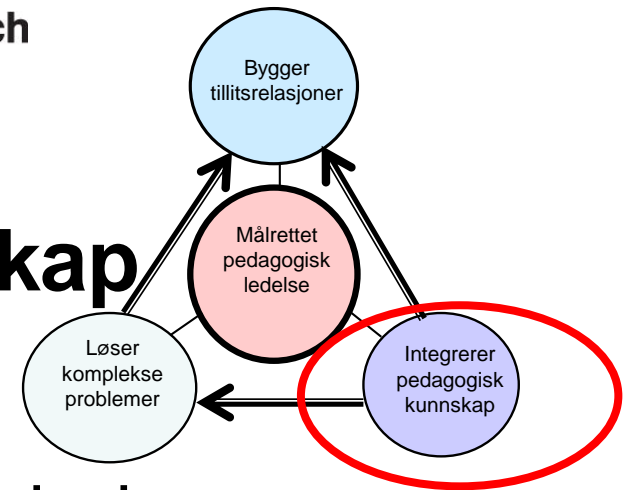 ch
Bygger
tillitsrelasjoner
kap
Målrettet
pedagogisk
ledelse
Løser
komplekse
problemer
Integrerer
pedagogisk
kunnskap